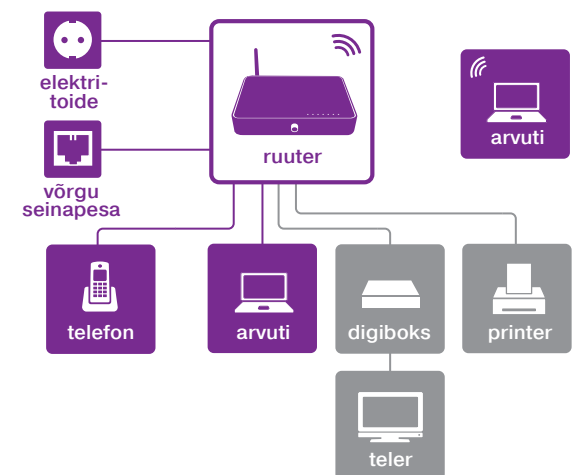 elektri-
toide
ruuter
arvuti
võrgu
seinapesa
telefon
arvuti
digiboks
printer
teler